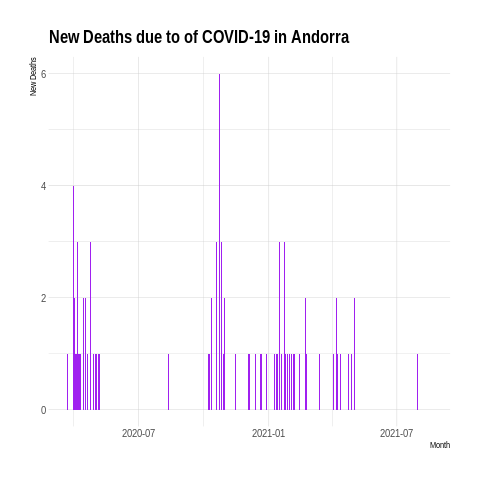 New Deaths due to of COVID-19 in Andorra
New Deaths
6
4
2
0
2020-07 2021-01 2021-07
Month